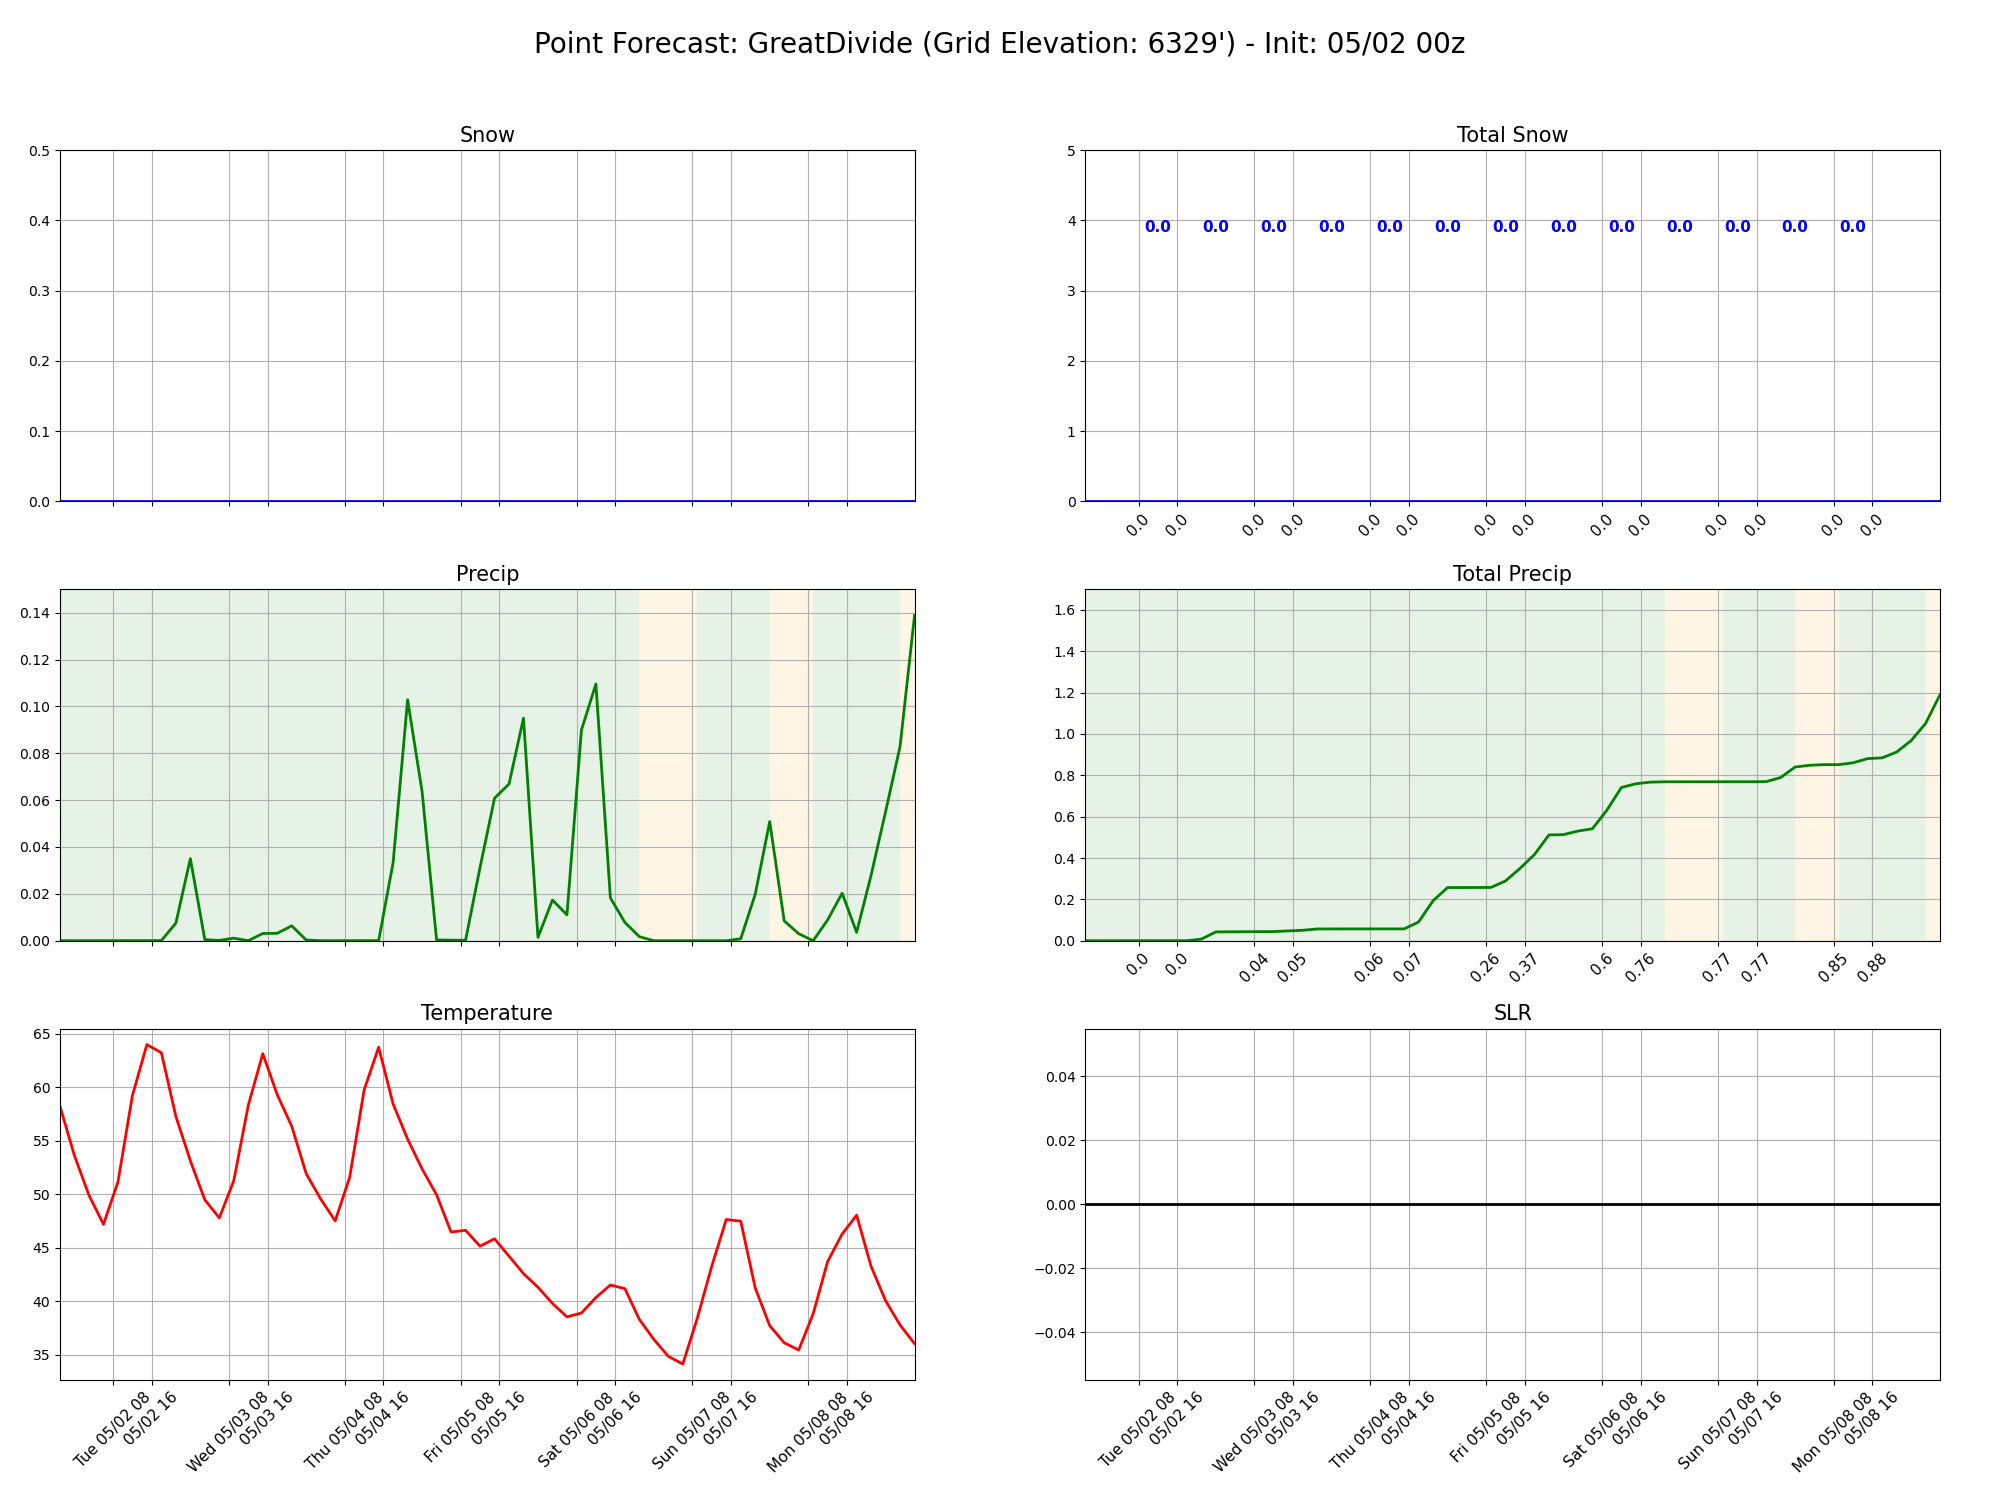 Point Forecast: GreatDivide (Grid Elevation: 6329') - Init: 05/02 00z
Snow
0.5
0.4
0.3
0.2
0.1
0.0
Total Snow
5
4
3
2
1
0
0.0 0.0 0.0 0.0 0.0 0.0 0.0 0.0 0.0 0.0 0.0 0.0 0.0
0.0 0.0 0.0 0.0 0.0 0.0 0.0 0.0 0.0 0.0 0.0 0.0 0.0 0.0
Precip
0.14
0.12
0.10
0.08
0.06
0.04
0.02
0.00
Total Precip
1.6
1.4
1.2
1.0
0.8
0.6
0.4
0.2
0.0
0.0 0.0 0.04 0.05 0.06 0.07 0.26 0.37 0.6 0.76 0.77 0.77 0.85 0.88
Temperature
65
60
55
50
45
40
35
Tue 05/02 08
05/02 16
Wed 05/03 08
05/03 16
Thu 05/04 08
05/04 16
Fri 05/05 08
05/05 16
Sat 05/06 08
05/06 16
Sun 05/07 08
05/07 16
Mon 05/08 08
05/08 16
SLR
0.04
0.02
0.00
−0.02
−0.04
Tue 05/02 08
05/02 16
Wed 05/03 08
05/03 16
Thu 05/04 08
05/04 16
Fri 05/05 08
05/05 16
Sat 05/06 08
05/06 16
Sun 05/07 08
05/07 16
Mon 05/08 08
05/08 16